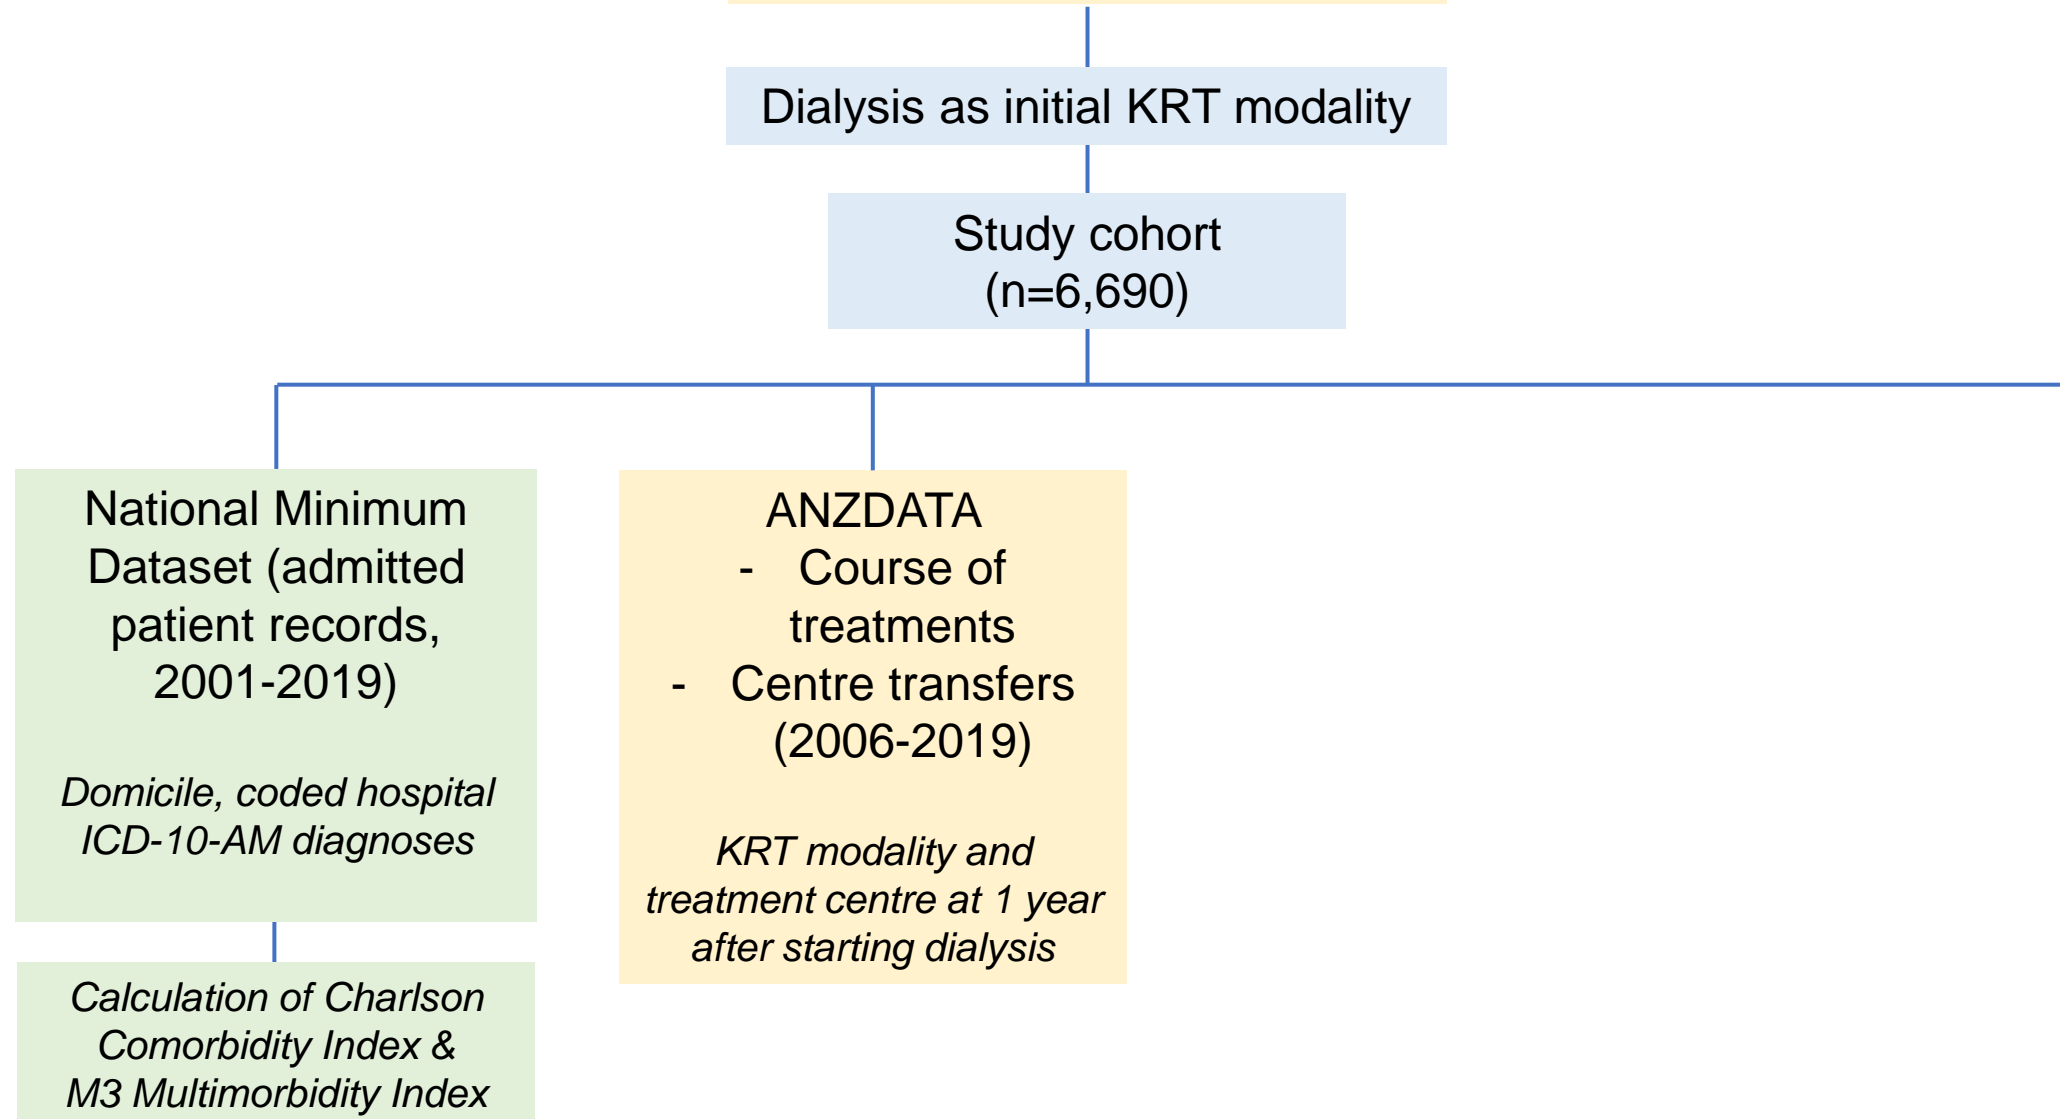 Dialysis as initial KRT modality
Study cohort
(n=6,690)
National Minimum
Dataset (admitted
patient records,
2001-2019)
Domicile, coded hospital
ICD-10-AM diagnoses
Calculation of Charlson
Comorbidity Index &
M3 Multimorbidity Index
ANZDATA
- Course of
treatments
- Centre transfers
(2006-2019)
KRT modality and
treatment centre at 1 year
after starting dialysis